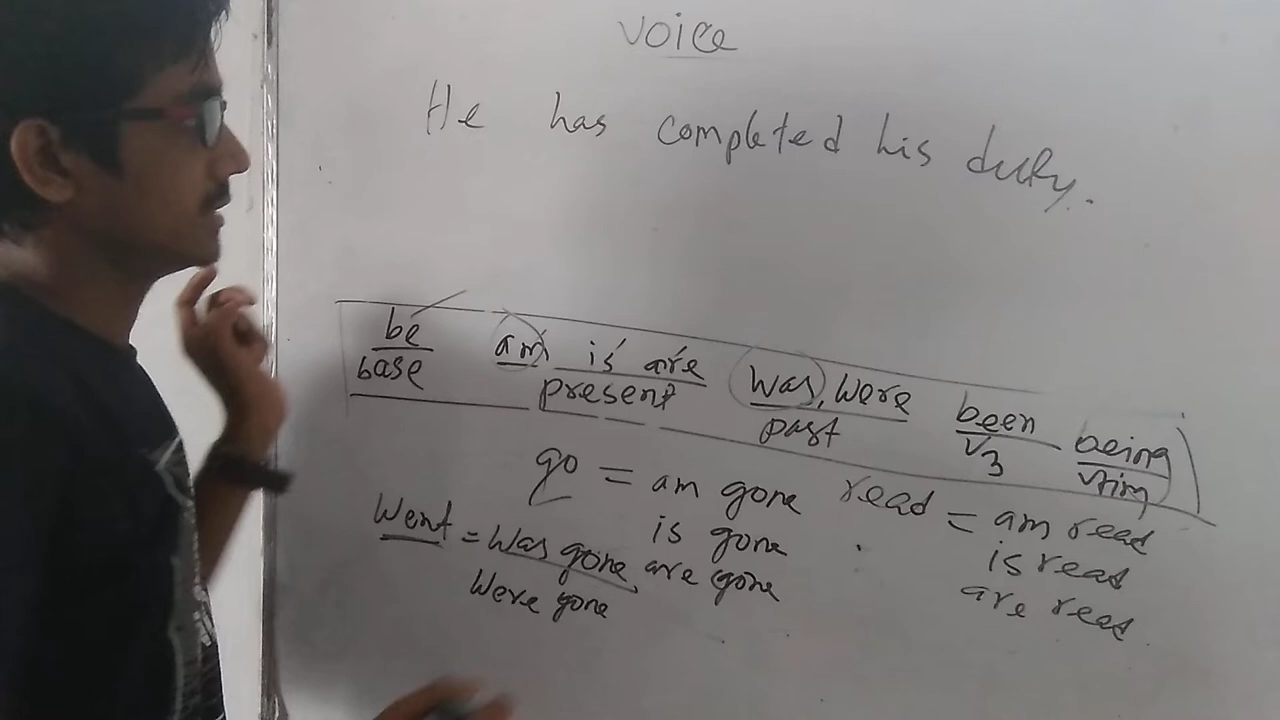 voice
He has completed his duty.
be am is are was, were been being
base present past V3 Ving
go = am gone read = am read
is gone is read
are gone are read
Went = Was gone
Were gone